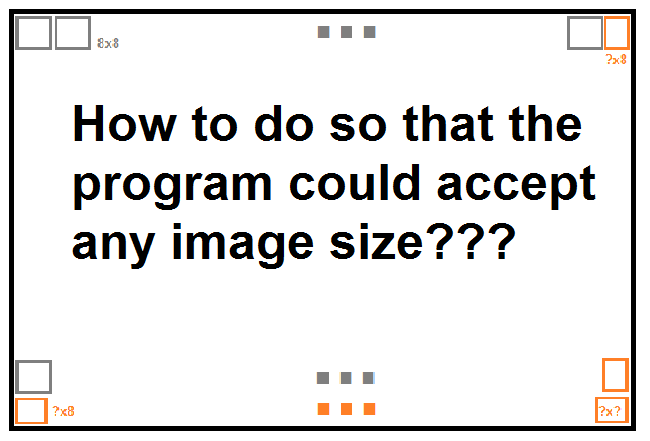 8x8
?x8
How to do so that the
program could accept
any image size???
?x8
?x?